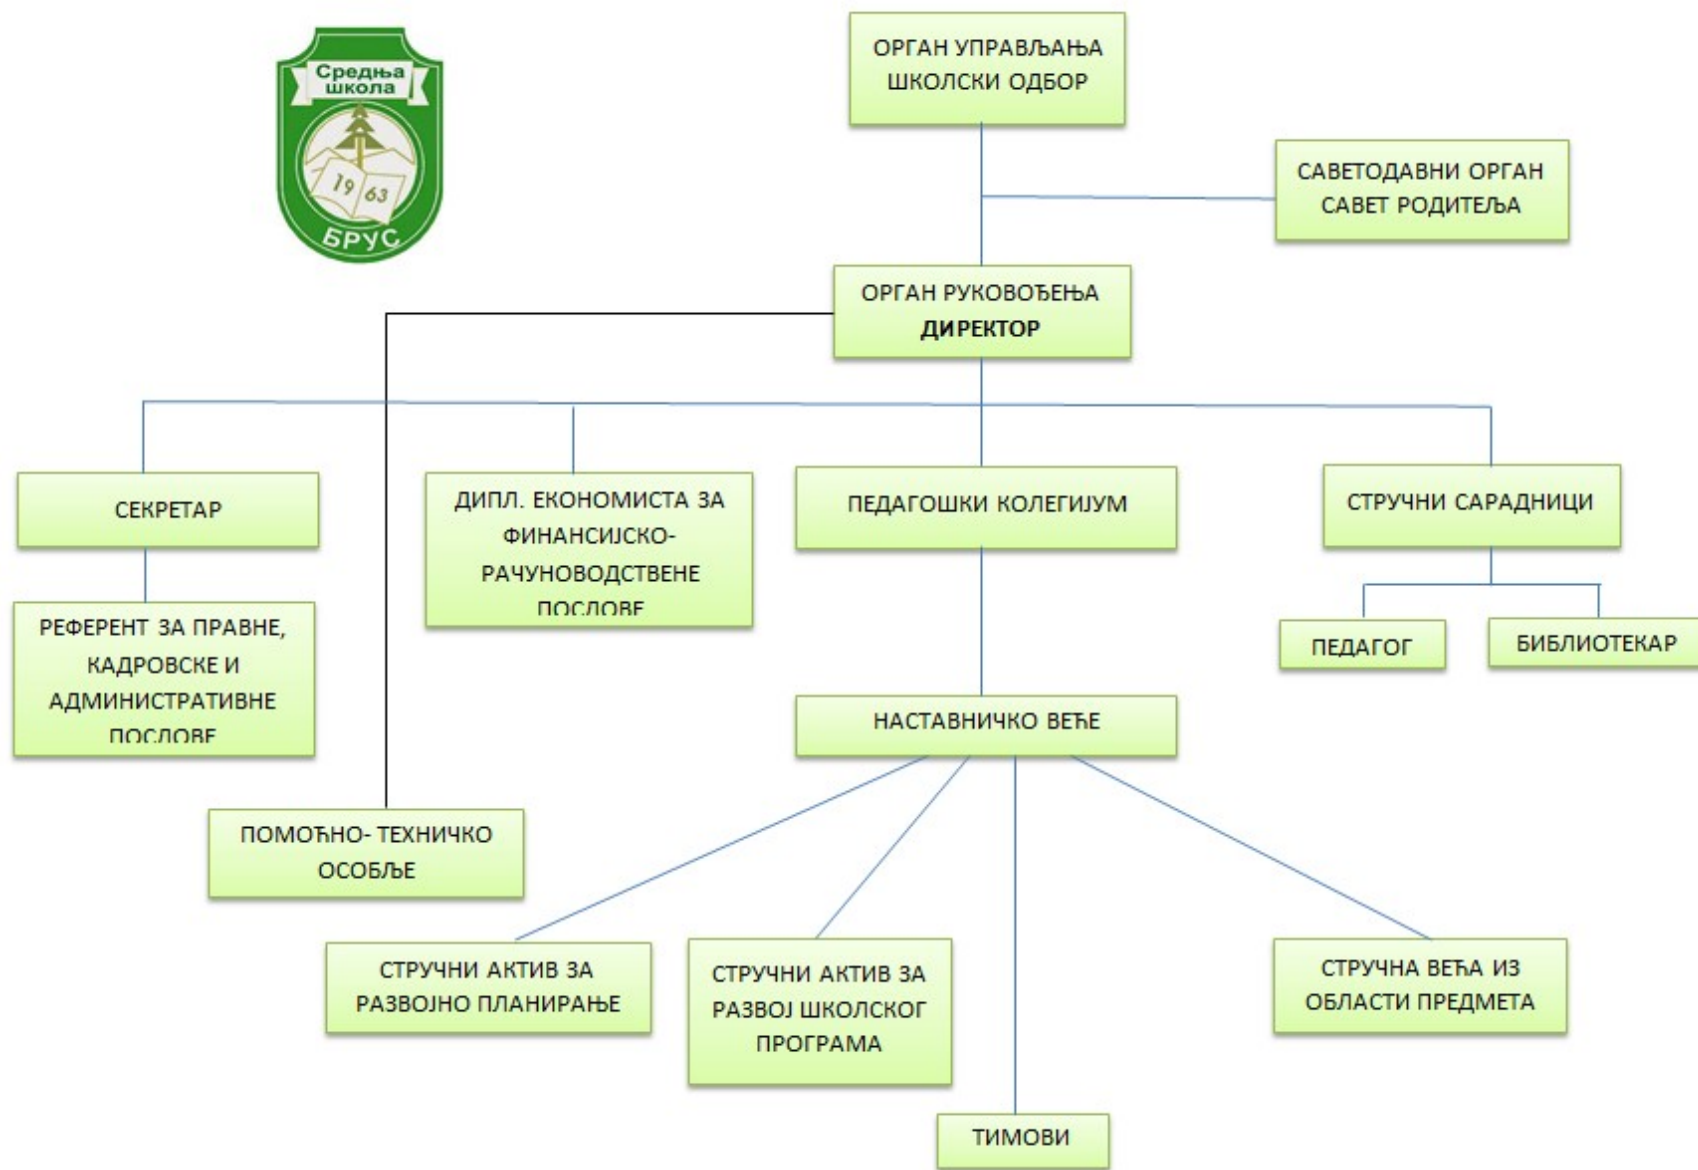 Средња
школа
19 63
БРУС
ОРГАН УПРАВЉАЊА
ШКОЛСКИ ОДБОР
САВЕТОДАВНИ ОРГАН
САВЕТ РОДИТЕЉА
ОРГАН РУКОВОЂЕЊА
ДИРЕКТОР
СЕКРЕТАР
ДИПЛ. ЕКОНОМИСТА ЗА
ФИНАНСИЈСКО-
РАЧУНОВОДСТВЕНЕ
ПОСЛОВЕ
ПЕДАГОШКИ КОЛЕГИЈУМ
СТРУЧНИ САРАДНИЦИ
РЕФЕРЕНТ ЗА ПРАВНЕ,
КАДРОВСКЕ И
АДМИНИСТРАТИВНЕ
ПОСЛОВЕ
ПЕДАГОГ
БИБЛИОТЕКАР
НАСТАВНИЧКО ВЕЋЕ
ПОМОЋНО- ТЕХНИЧКО
ОСОБЉЕ
СТРУЧНИ АКТИВ ЗА
РАЗВОЈНО ПЛАНИРАЊЕ
СТРУЧНИ АКТИВ ЗА
РАЗВОЈ ШКОЛСКОГ
ПРОГРАМА
СТРУЧНА ВЕЋА ИЗ
ОБЛАСТИ ПРЕДМЕТА
ТИМОВИ